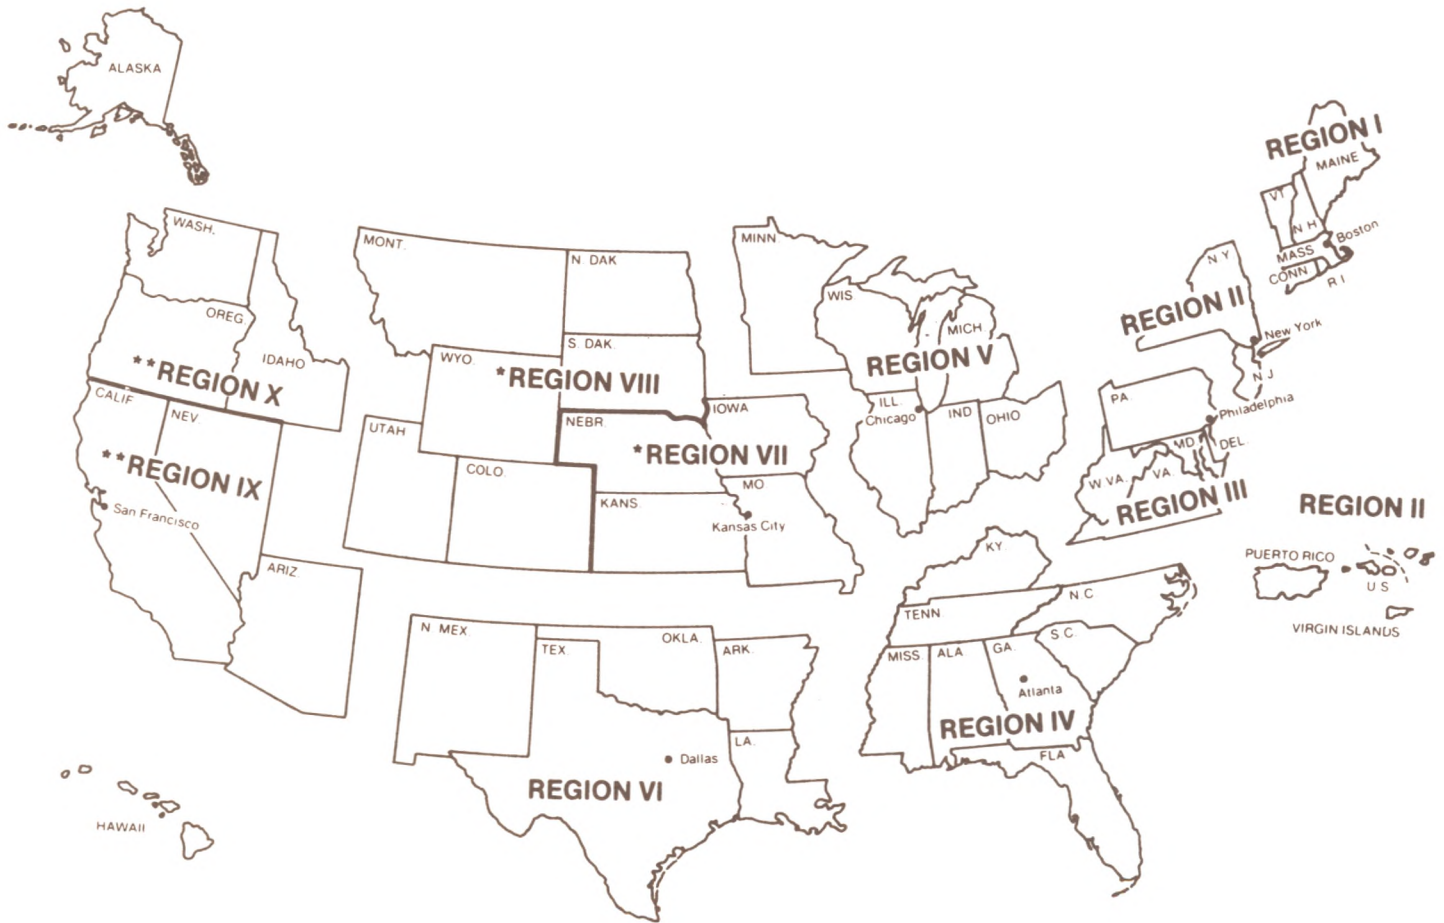 ALASKA
REGION I
MAINE
VT
N H
Boston
MASS
CONN
R I
WASH.
MONT.
N. DAK
MINN.
N Y
OREG.
WIS
REGION II
MICH
New York
IDAHO
WYO.
S. DAK.
REGION V
N J
**REGION X
*REGION VIII
CALIF
NEV.
UTAH
NEBR.
IOWA
ILL.
Chicago
IND
OHIO
PA.
Philadelphia
**REGION IX
COLO.
*REGION VII
MD
DEL.
W VA.
VA.
San Francisco
KANS.
MO
Kansas City
REGION III
REGION II
ARIZ.
KY.
PUERTO RICO
U S
VIRGIN ISLANDS
N C
TENN
S.C.
N MEX.
TEX.
OKLA.
ARK.
MISS.
ALA
GA.
Atlanta
REGION IV
LA.
FLA
Dallas
REGION VI
HAWAII